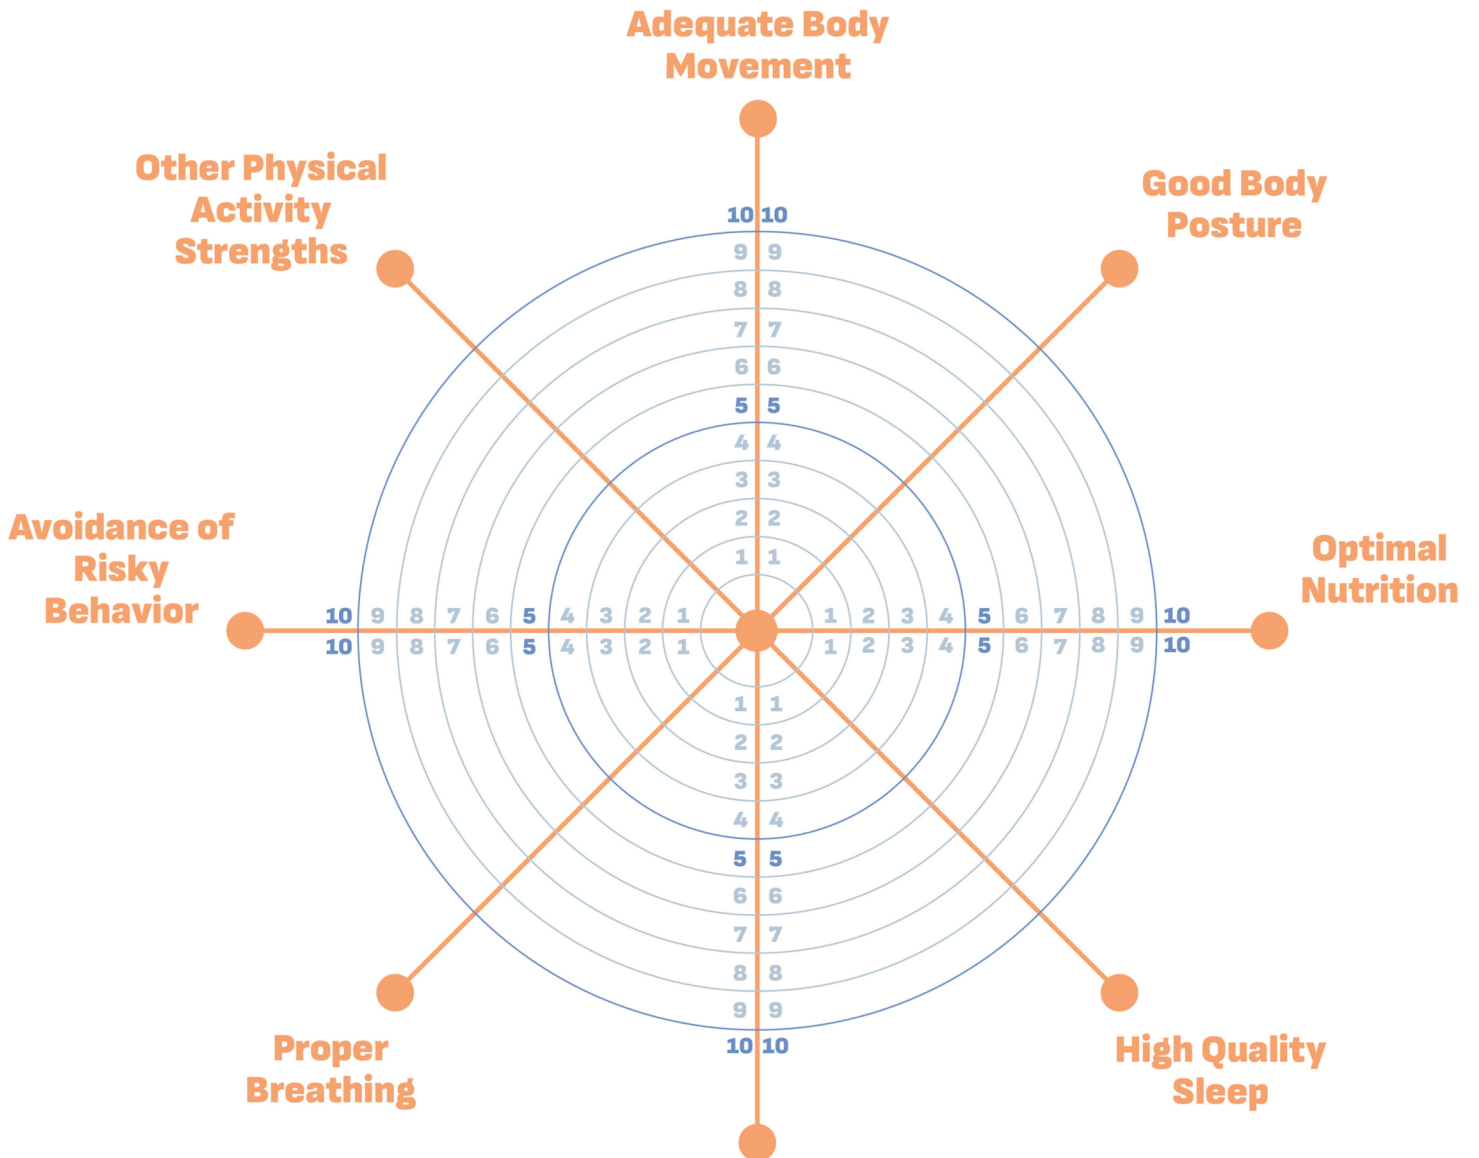 Adequate Body
Movement
Other Physical
Activity
Strengths
Good Body
Posture
10 10
9 9
8 8
7 7
6 6
5 5
4 4
3 3
2 2
1 1
Avoidance of
Risky
Behavior
Optimal
Nutrition
10 9 8 7 6 5 4 3 2 1 1 2 3 4 5 6 7 8 9 10
10 9 8 7 6 5 4 3 2 1 1 2 3 4 5 6 7 8 9 10
1 1
2 2
3 3
4 4
5 5
6 6
7 7
8 8
9 9
10 10
Proper
Breathing
High Quality
Sleep